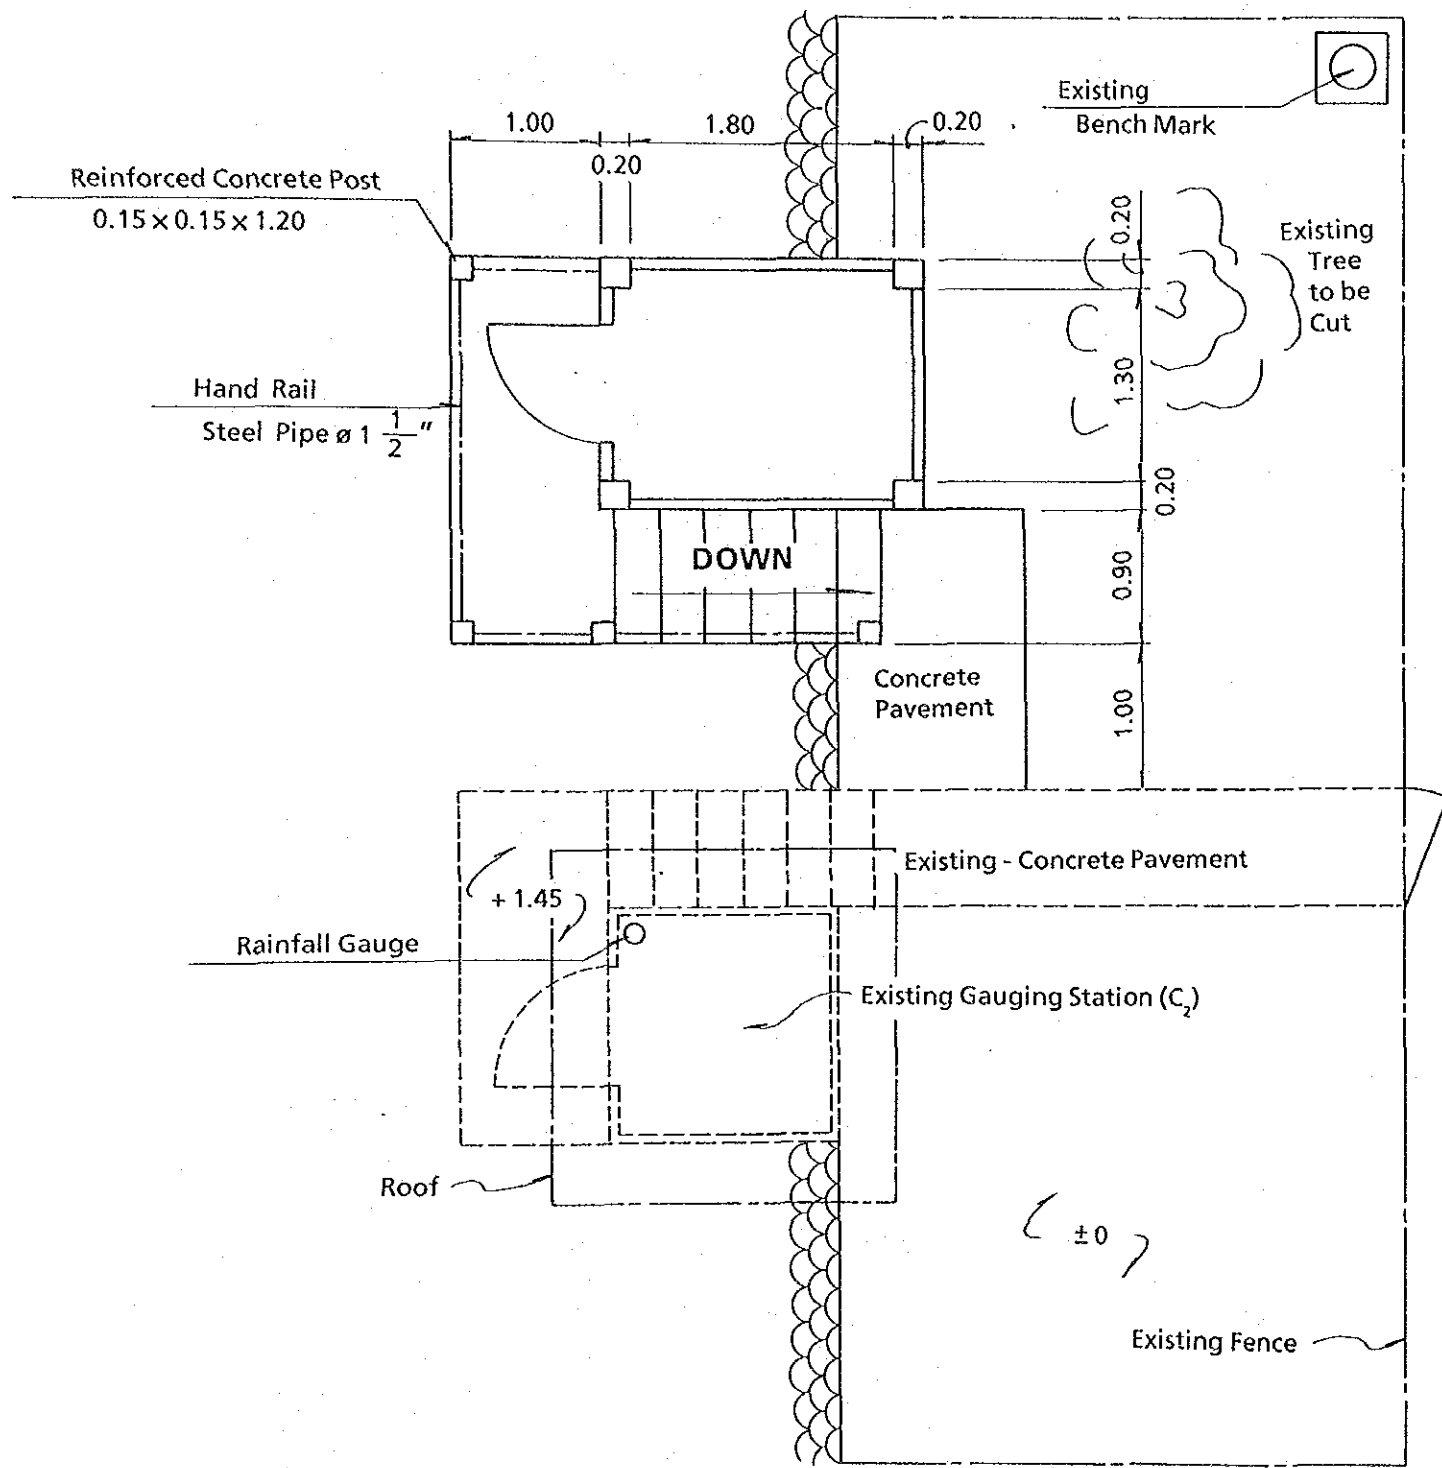 Existing
Bench Mark
1.00
1.80
0.20
0.20
Reinforced Concrete Post
0.15 × 0.15 × 1.20
0.20
Existing
Tree
to be
Cut
1.30
Hand Rail
Steel Pipe ø 1 1/2"
0.20
DOWN
0.90
Concrete
Pavement
1.00
Existing - Concrete Pavement
+ 1.45
Rainfall Gauge
Existing Gauging Station (C₂)
Roof
± 0
Existing Fence